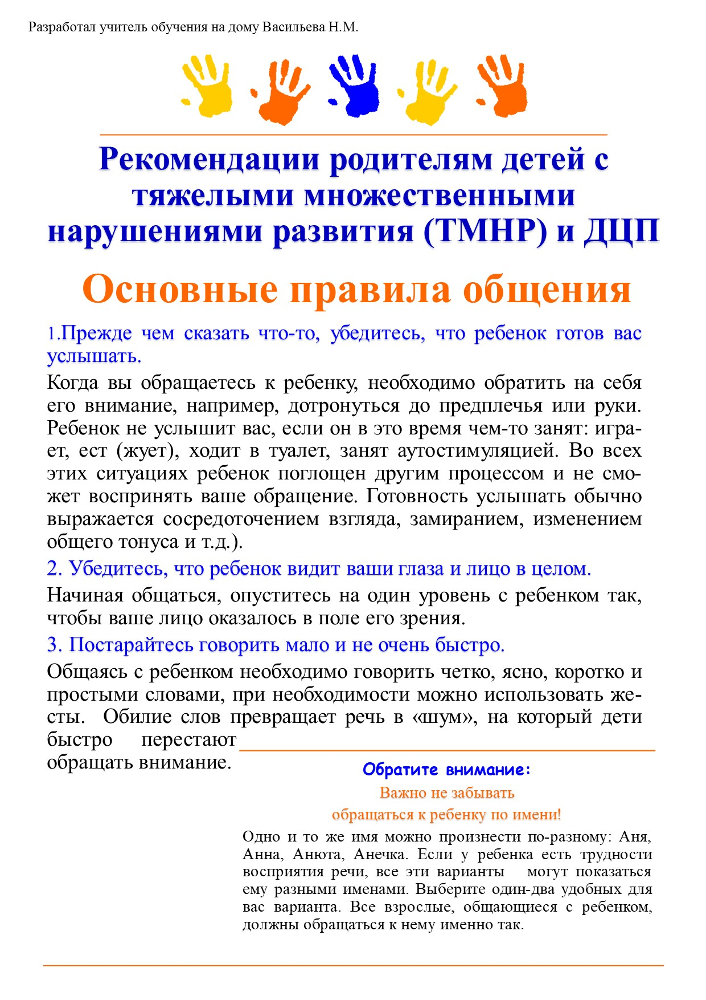 Разработал учитель обучения на дому Васильева Н.М.
Рекомендации родителям детей с
тяжелыми множественными
нарушениями развития (ТМНР) и ДЦП
Основные правила общения
1.Прежде чем сказать что-то, убедитесь, что ребенок готов вас
услышать.
Когда вы обращаетесь к ребенку, необходимо обратить на себя
его внимание, например, дотронуться до предплечья или руки.
Ребенок не услышит вас, если он в это время чем-то занят: игра-
ет, ест (жует), ходит в туалет, занят аутостимуляцией. Во всех
этих ситуациях ребенок поглощен другим процессом и не смо-
жет воспринять ваше обращение. Готовность услышать обычно
выражается сосредоточением взгляда, замиранием, изменением
общего тонуса и т.д.).
2. Убедитесь, что ребенок видит ваши глаза и лицо в целом.
Начиная общаться, опуститесь на один уровень с ребенком так,
чтобы ваше лицо оказалось в поле его зрения.
3. Постарайтесь говорить мало и не очень быстро.
Общаясь с ребенком необходимо говорить четко, ясно, коротко и
простыми словами, при необходимости можно использовать же-
сты. Обилие слов превращает речь в «шум», на который дети
быстро перестают
обращать внимание.
Обратите внимание:
Важно не забывать
обращаться к ребенку по имени!
Одно и то же имя можно произнести по-разному: Аня,
Анна, Анюта, Анечка. Если у ребенка есть трудности
восприятия речи, все эти варианты могут показаться
ему разными именами. Выберите один-два удобных для
вас варианта. Все взрослые, общающиеся с ребенком,
должны обращаться к нему именно так.